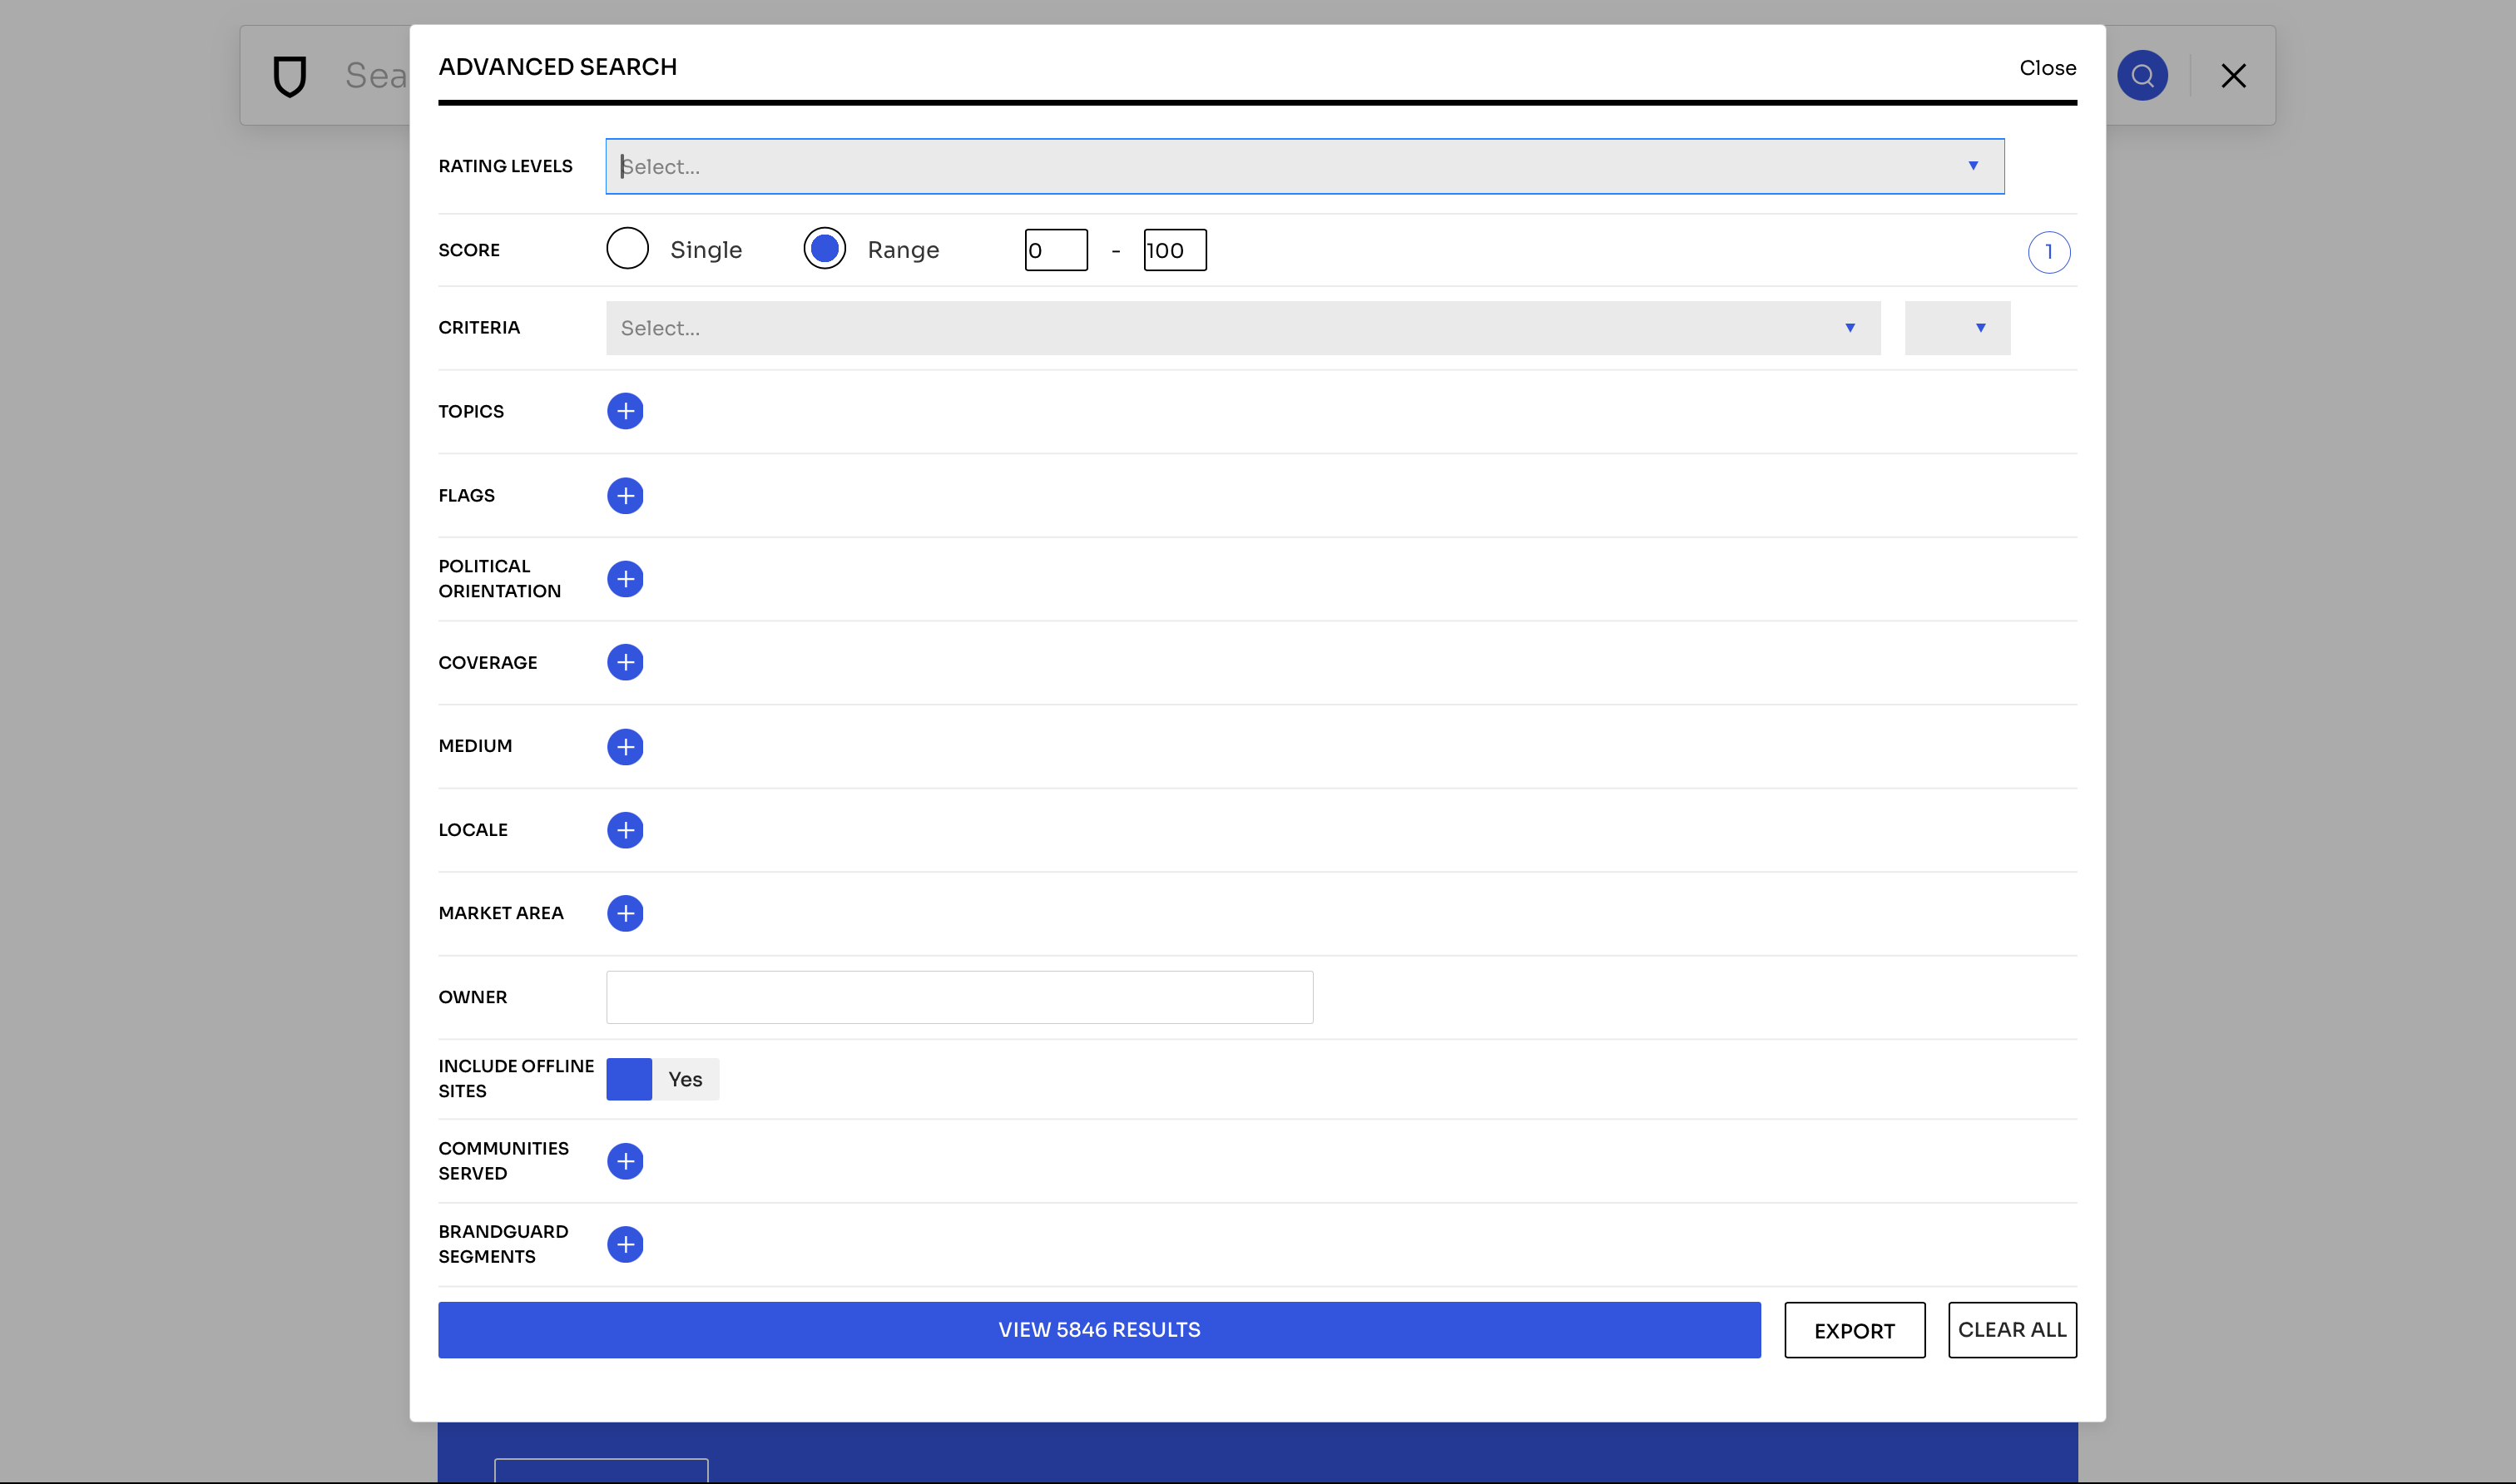 Sea
ADVANCED SEARCH
Close
RATING LEVELS
Select...
SCORE
Single
Range
0
-
100
1
CRITERIA
Select...
TOPICS
FLAGS
POLITICAL
ORIENTATION
COVERAGE
MEDIUM
LOCALE
MARKET AREA
OWNER
INCLUDE OFFLINE
SITES
Yes
COMMUNITIES
SERVED
BRANDGUARD
SEGMENTS
VIEW 5846 RESULTS
EXPORT
CLEAR ALL